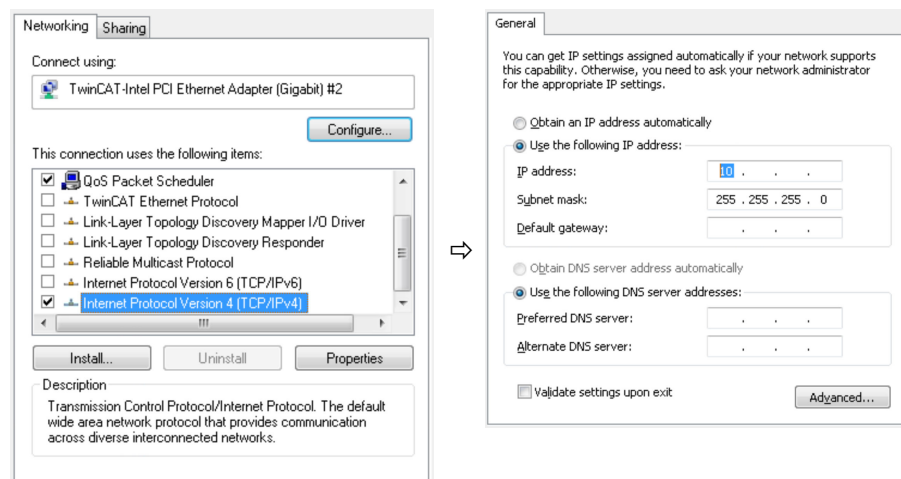 Networking
Sharing
Connect using:
TwinCAT-Intel PCI Ethernet Adapter (Gigabit) #2
Configure...
This connection uses the following items:
QoS Packet Scheduler
TwinCAT Ethernet Protocol
Link-Layer Topology Discovery Mapper I/O Driver
Link-Layer Topology Discovery Responder
Reliable Multicast Protocol
Internet Protocol Version 6 (TCP/IPv6)
Internet Protocol Version 4 (TCP/IPv4)
Install...
Uninstall
Properties
Description
Transmission Control Protocol/Internet Protocol. The default
wide area network protocol that provides communication
across diverse interconnected networks.
General
You can get IP settings assigned automatically if your network supports
this capability. Otherwise, you need to ask your network administrator
for the appropriate IP settings.
Obtain an IP address automatically
Use the following IP address:
IP address: 10 . . .
Subnet mask: 255 . 255 . 255 . 0
Default gateway: . . .
Obtain DNS server address automatically
Use the following DNS server addresses:
Preferred DNS server: . . .
Alternate DNS server: . . .
Validate settings upon exit
Advanced...